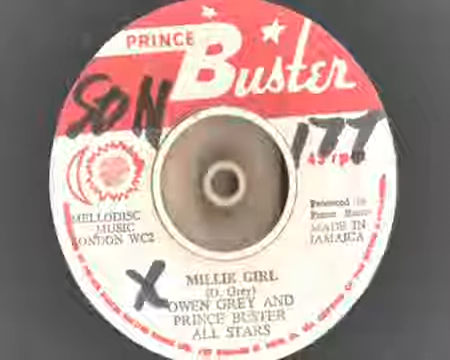 PRINCE
Buster
SON
177
45 rpm
MELLODISC
MUSIC
LONDON WC2
Produced by
Prince Buster
MADE IN
JAMAICA
X
MILLIE GIRL
(O. Grey)
OWEN GREY AND
PRINCE BUSTER
ALL STARS